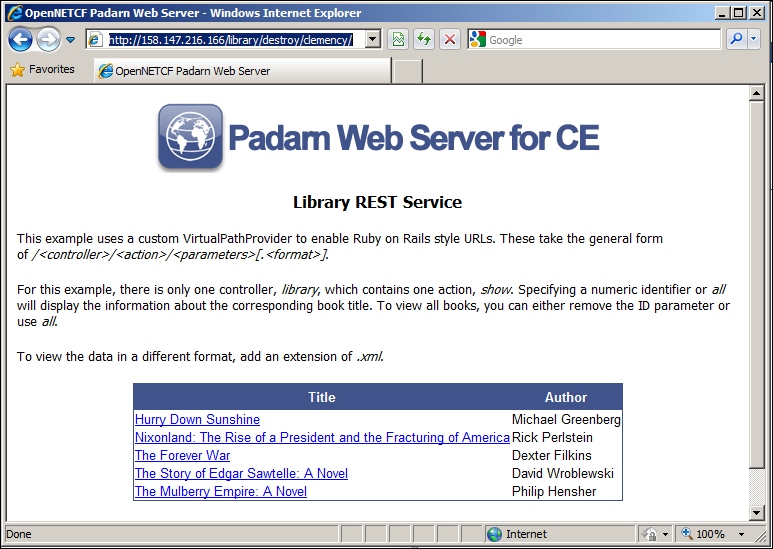 OpenNETCF Padarn Web Server - Windows Internet Explorer
http://158.147.216.166/library/destroy/clemency/
Google
Favorites
OpenNETCF Padarn Web Server
Padarn Web Server for CE
Library REST Service
This example uses a custom VirtualPathProvider to enable Ruby on Rails style URLs. These take the general form
of /<controller>/<action>/<parameters>[.<format>].
For this example, there is only one controller, library, which contains one action, show. Specifying a numeric identifier or all
will display the information about the corresponding book title. To view all books, you can either remove the ID parameter or
use all.
To view the data in a different format, add an extension of .xml.
Title Author
Hurry Down Sunshine Michael Greenberg
Nixonland: The Rise of a President and the Fracturing of America Rick Perlstein
The Forever War Dexter Filkins
The Story of Edgar Sawtelle: A Novel David Wroblewski
The Mulberry Empire: A Novel Philip Hensher
Done Internet 100%